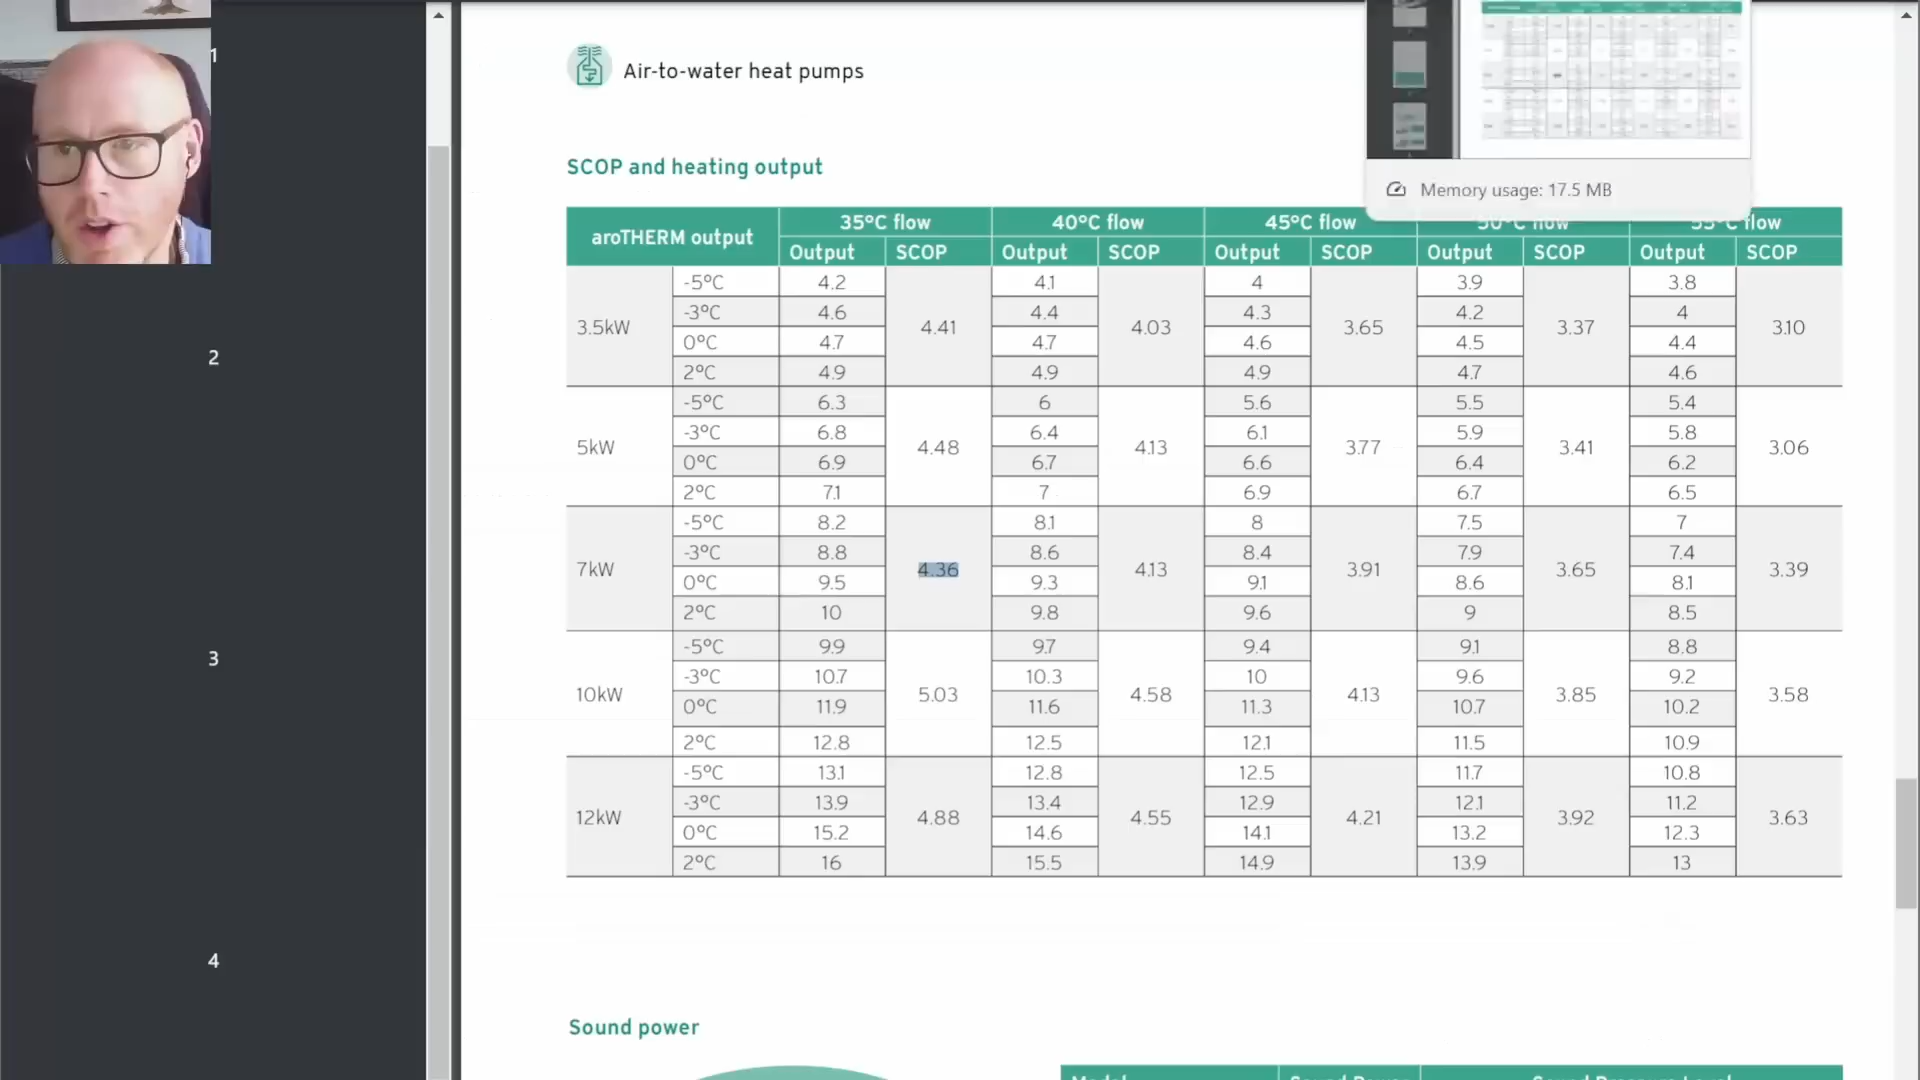 1
2
3
4
Air-to-water heat pumps
Memory usage: 17.5 MB
SCOP and heating output
aroTHERM output 35°C flow 40°C flow 45°C flow 50°C flow 55°C flow
Output SCOP Output SCOP Output SCOP Output SCOP Output SCOP
3.5kW -5°C 4.2 4.41 4.1 4.03 4 3.65 3.9 3.37 3.8 3.10
-3°C 4.6 4.4 4.3 4.2 4
0°C 4.7 4.7 4.6 4.5 4.4
2°C 4.9 4.9 4.9 4.7 4.6
5kW -5°C 6.3 4.48 6 4.13 5.6 3.77 5.5 3.41 5.4 3.06
-3°C 6.8 6.4 6.1 5.9 5.8
0°C 6.9 6.7 6.6 6.4 6.2
2°C 7.1 7 6.9 6.7 6.5
7kW -5°C 8.2 4.36 8.1 4.13 8 3.91 7.5 3.65 7 3.39
-3°C 8.8 8.6 8.4 7.9 7.4
0°C 9.5 9.3 9.1 8.6 8.1
2°C 10 9.8 9.6 9 8.5
10kW -5°C 9.9 5.03 9.7 4.58 9.4 4.13 9.1 3.85 8.8 3.58
-3°C 10.7 10.3 10 9.6 9.2
0°C 11.9 11.6 11.3 10.7 10.2
2°C 12.8 12.5 12.1 11.5 10.9
12kW -5°C 13.1 4.88 12.8 4.55 12.5 4.21 11.7 3.92 10.8 3.63
-3°C 13.9 13.4 12.9 12.1 11.2
0°C 15.2 14.6 14.1 13.2 12.3
2°C 16 15.5 14.9 13.9 13
Sound power
Model Sound Power Sound Pressure Level